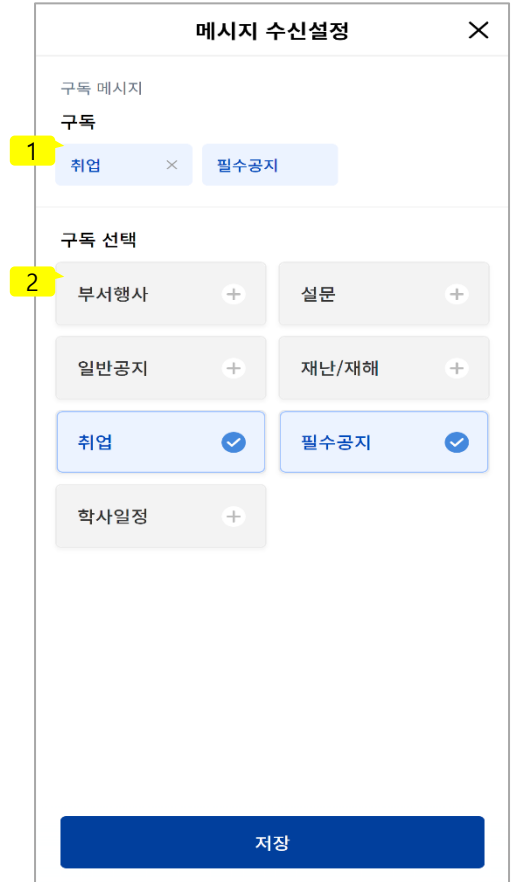 메시지 수신설정
구독 메시지
구독
1
취업 필수공지
구독 선택
2
부서행사 설문
일반공지 재난/재해
취업 필수공지
학사일정
저장